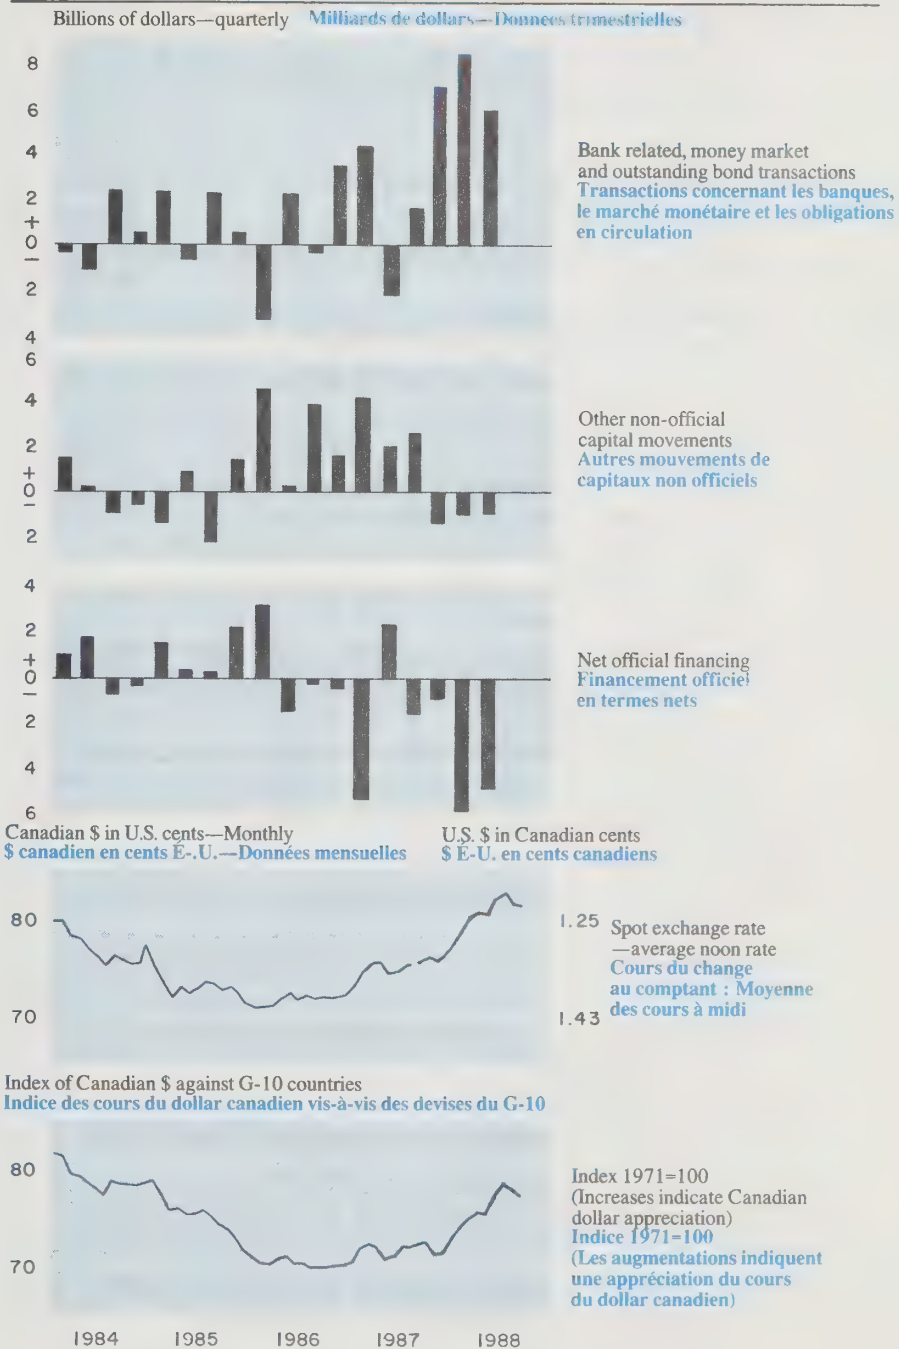 Billions of dollars—quarterly Milliards de dollars—Données trimestrielles
8
6
4
2
+
0
—
2
4
Bank related, money market
and outstanding bond transactions
Transactions concernant les banques,
le marché monétaire et les obligations
en circulation
6
4
2
+
0
—
2
Other non-official
capital movements
Autres mouvements de
capitaux non officiels
4
2
+
0
—
2
4
6
Net official financing
Financement officiel
en termes nets
Canadian $ in U.S. cents—Monthly U.S. $ in Canadian cents
$ canadien en cents É-.U.—Données mensuelles $ É-U. en cents canadiens
80
70
1.25
1.43
Spot exchange rate
—average noon rate
Cours du change
au comptant : Moyenne
des cours à midi
Index of Canadian $ against G-10 countries
Indice des cours du dollar canadien vis-à-vis des devises du G-10
80
70
Index 1971=100
(Increases indicate Canadian
dollar appreciation)
Indice 1971=100
(Les augmentations indiquent
une appréciation du cours
du dollar canadien)
1984 1985 1986 1987 1988